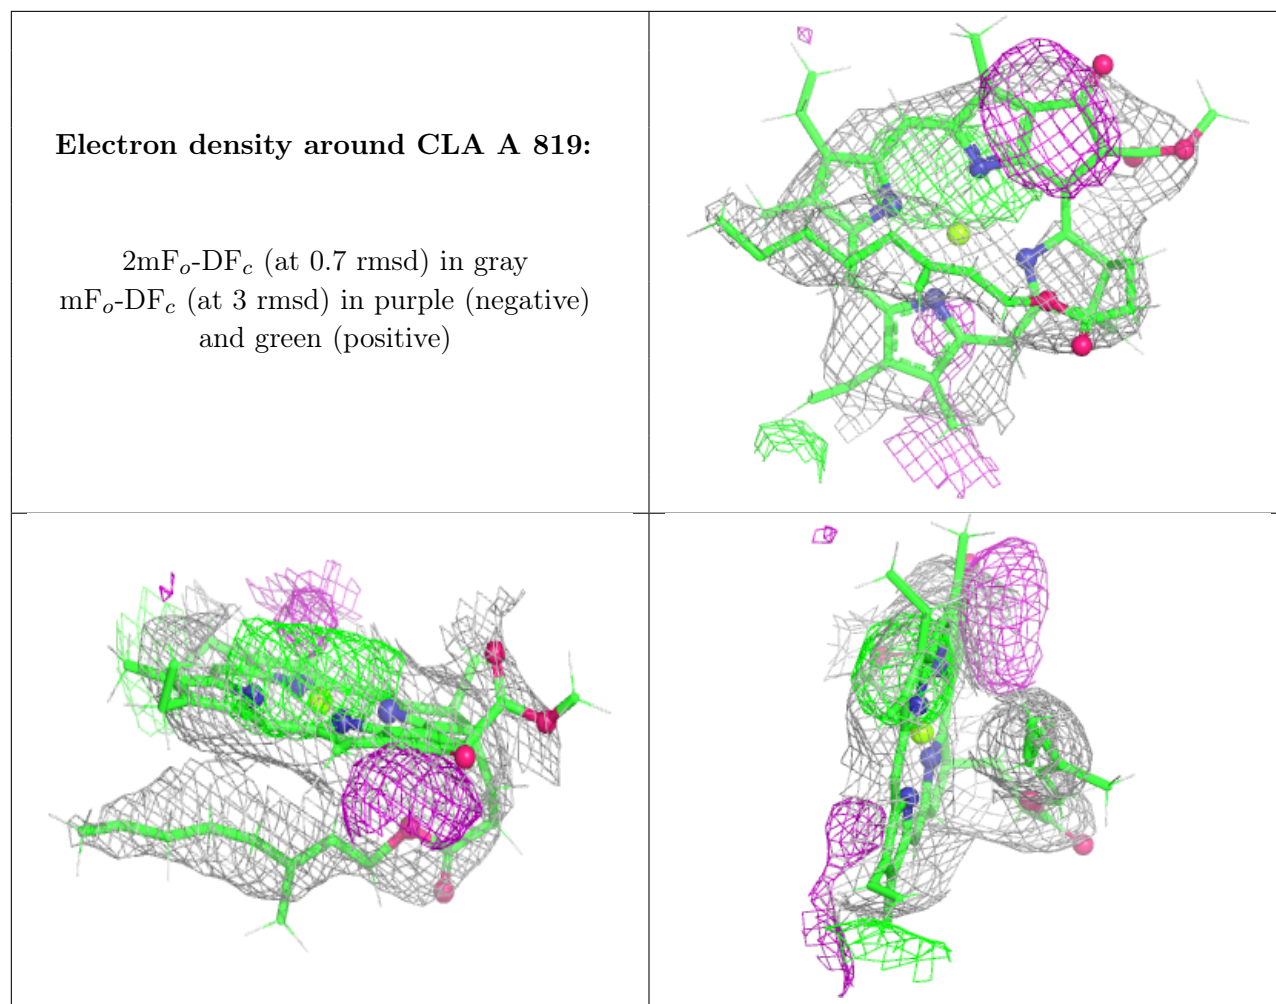 Electron density around CLA A 819:
2mFo-DFc (at 0.7 rmsd) in gray
mFo-DFc (at 3 rmsd) in purple (negative)
and green (positive)